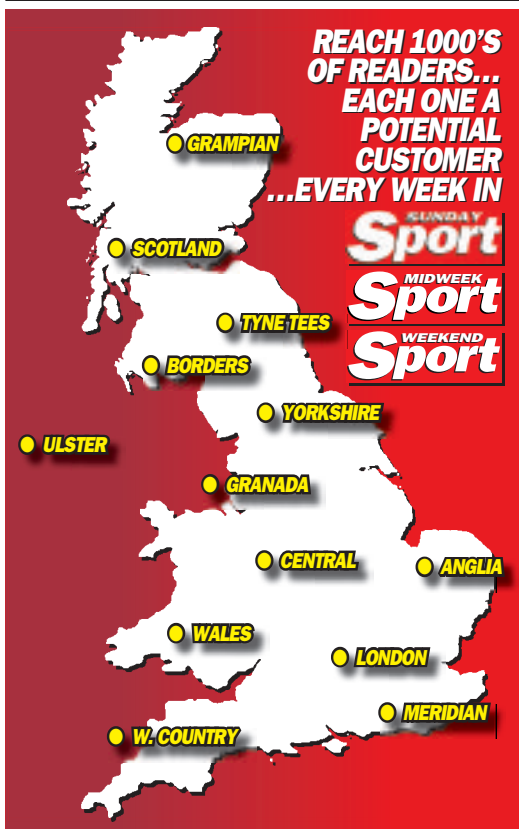 REACH 1000'S
OF READERS...
EACH ONE A
POTENTIAL
CUSTOMER
...EVERY WEEK IN
SUNDAY
Sport
MIDWEEK
Sport
WEEKEND
Sport
GRAMPIAN
SCOTLAND
TYNE TEES
BORDERS
YORKSHIRE
ULSTER
GRANADA
CENTRAL
ANGLIA
WALES
LONDON
MERIDIAN
W. COUNTRY